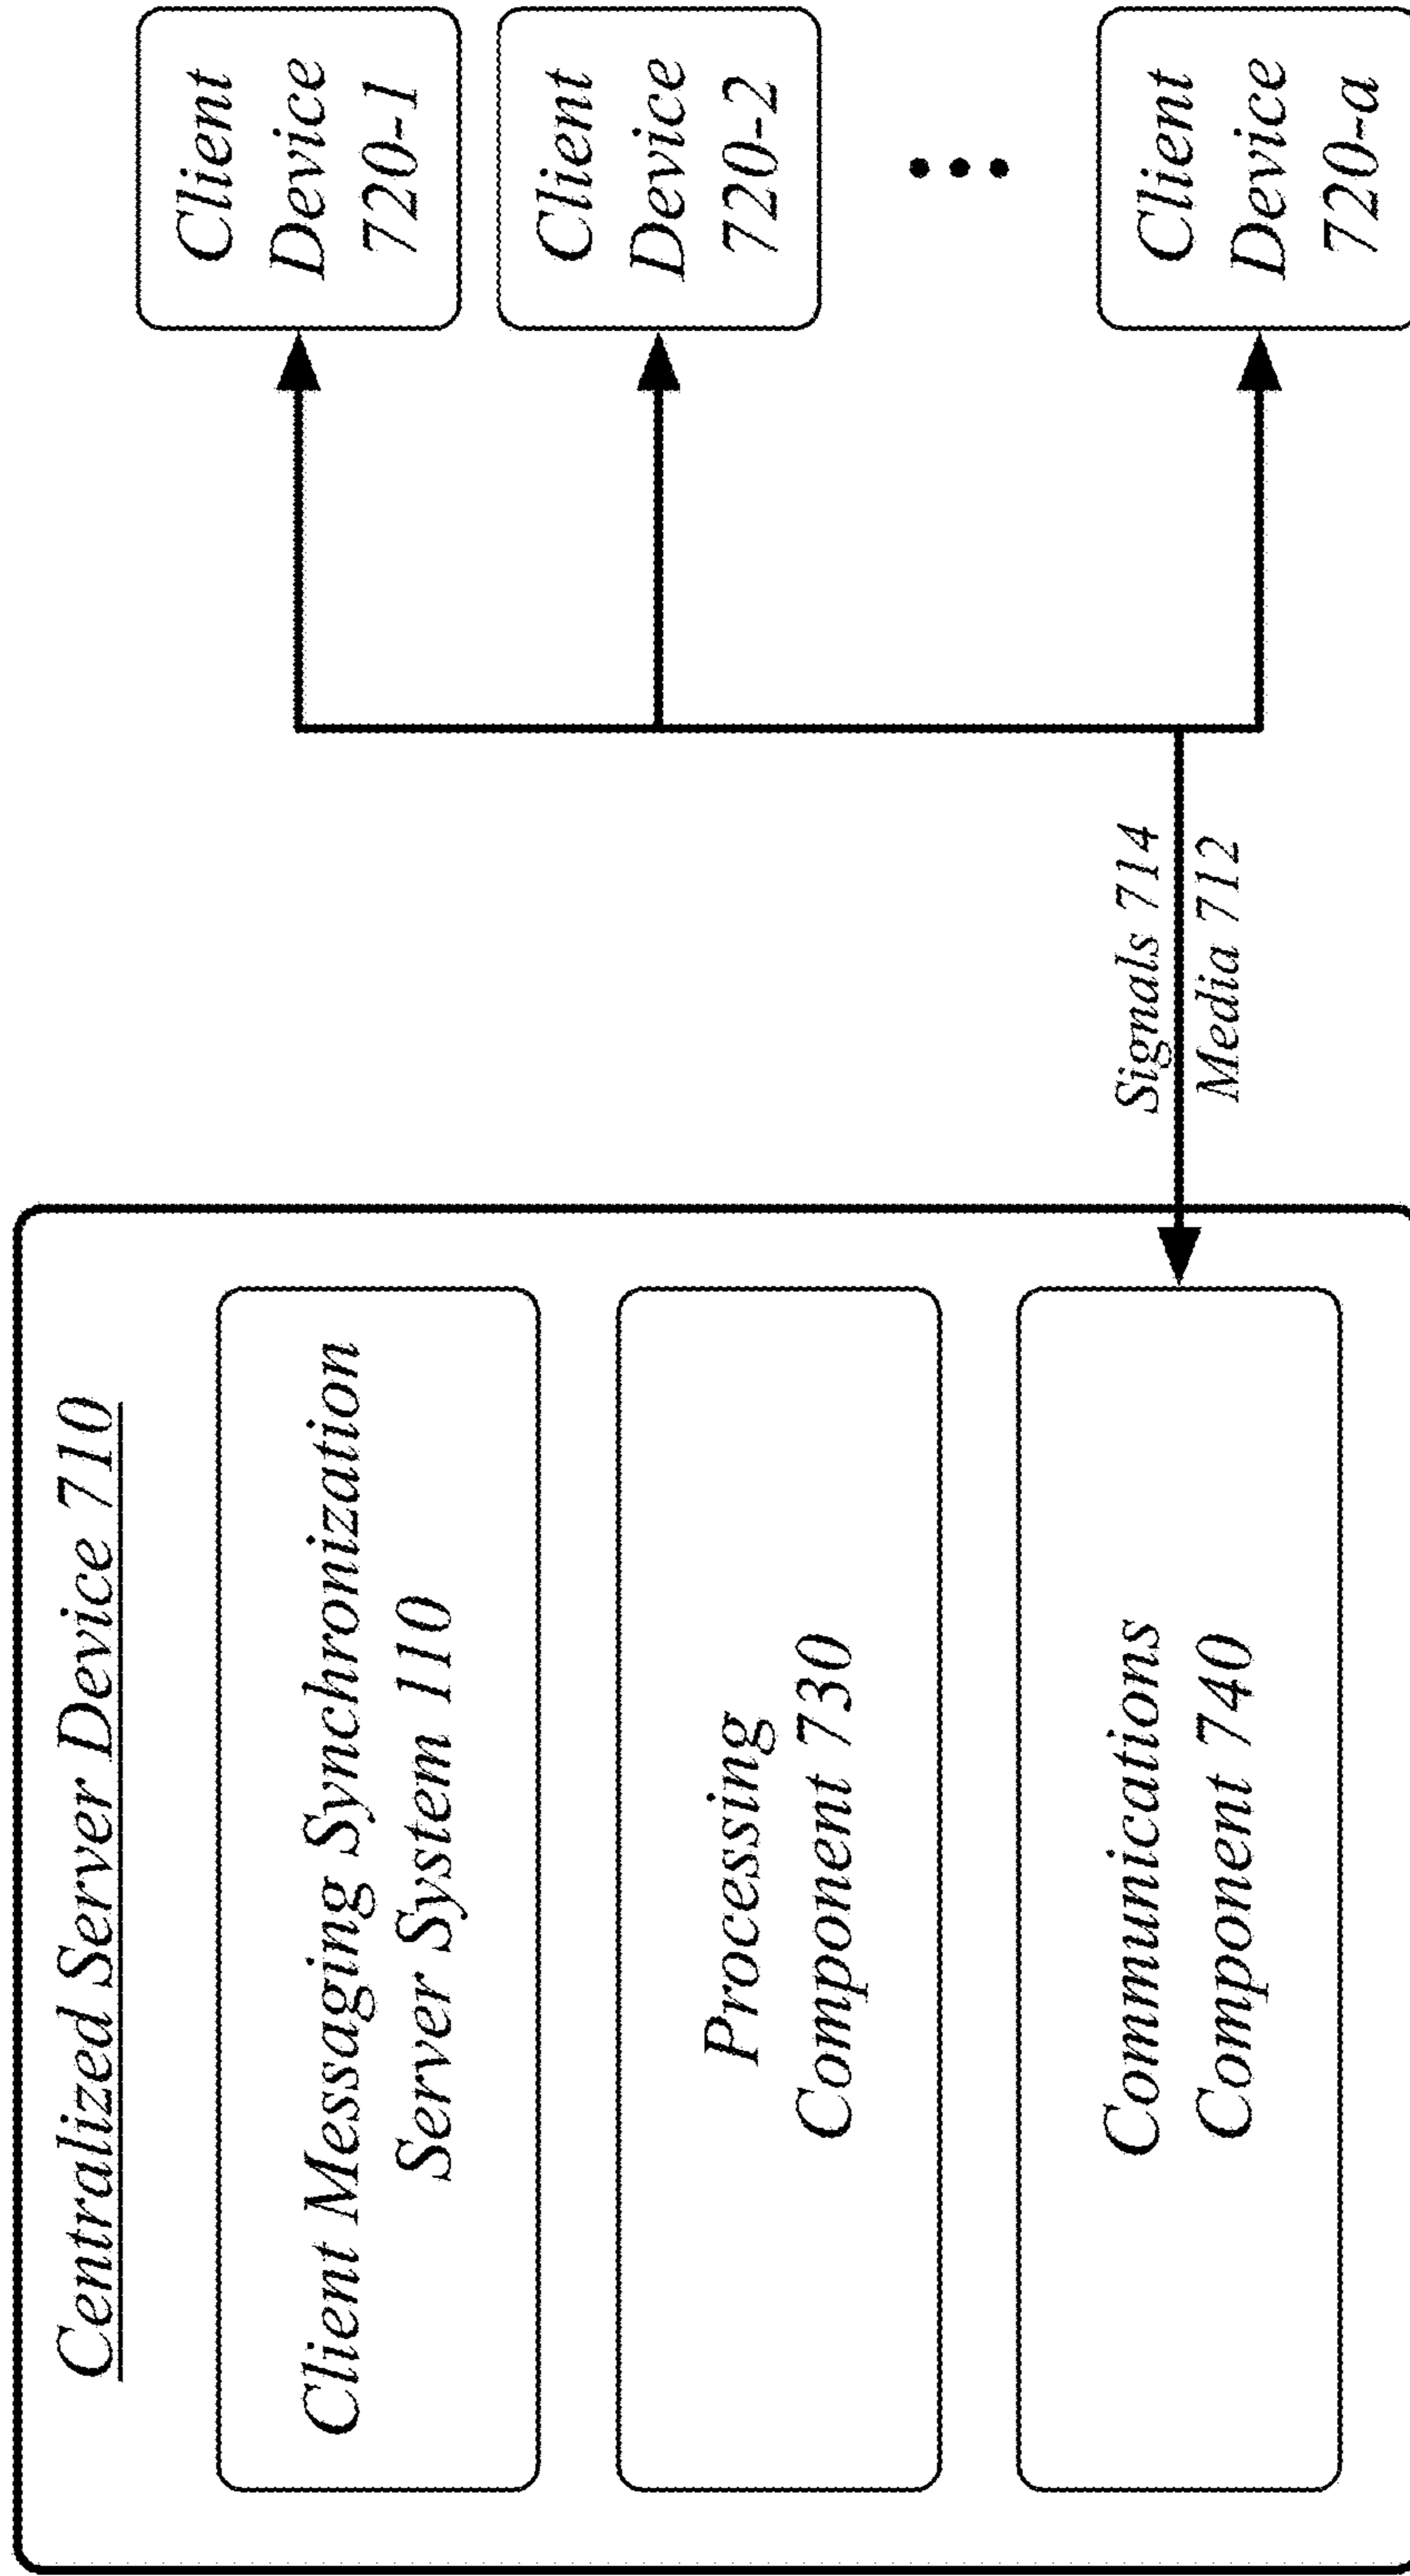 Centralized Server Device 710
Client Messaging Synchronization
Server System 110
Processing
Component 730
Communications
Component 740
Signals 714
Media 712
Client
Device
720-1
Client
Device
720-2
Client
Device
720-a